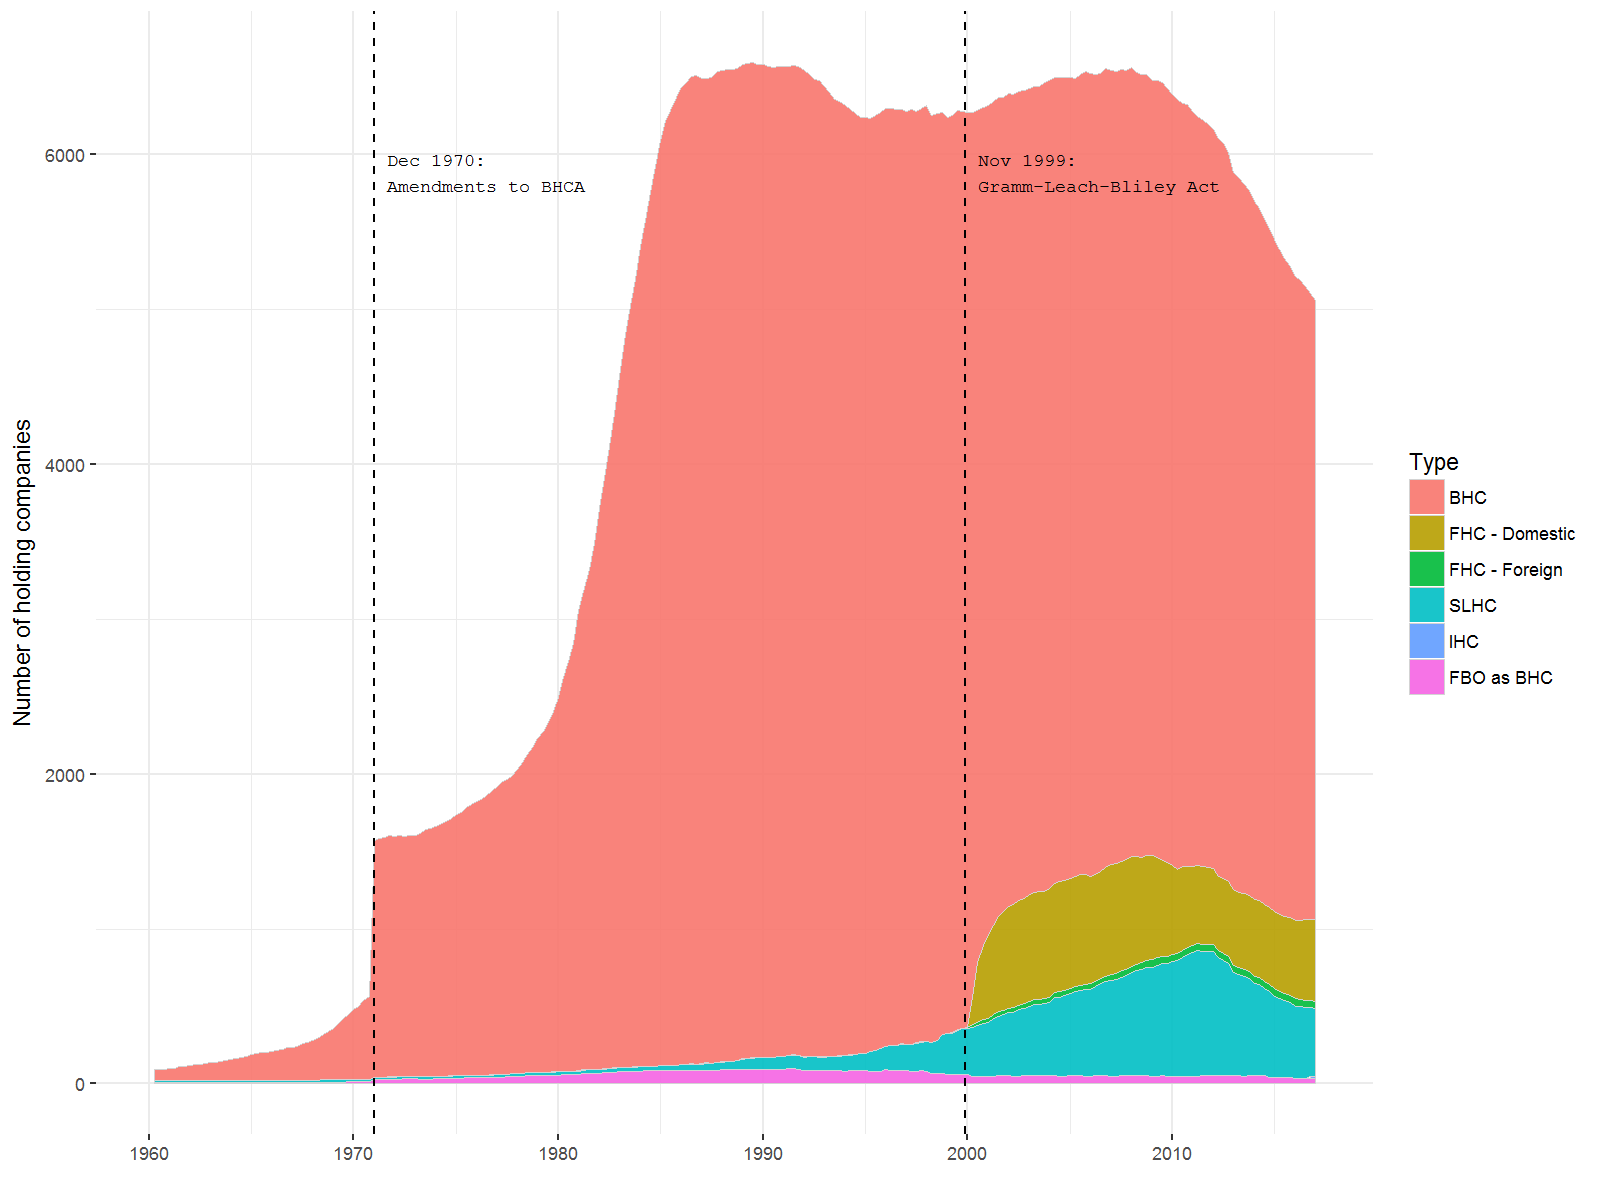 Number of holding companies
6000
4000
2000
0
Dec 1970:
Amendments to BHCA
Nov 1999:
Gramm-Leach-Bliley Act
1960
1970
1980
1990
2000
2010
Type
BHC
FHC - Domestic
FHC - Foreign
SLHC
IHC
FBO as BHC